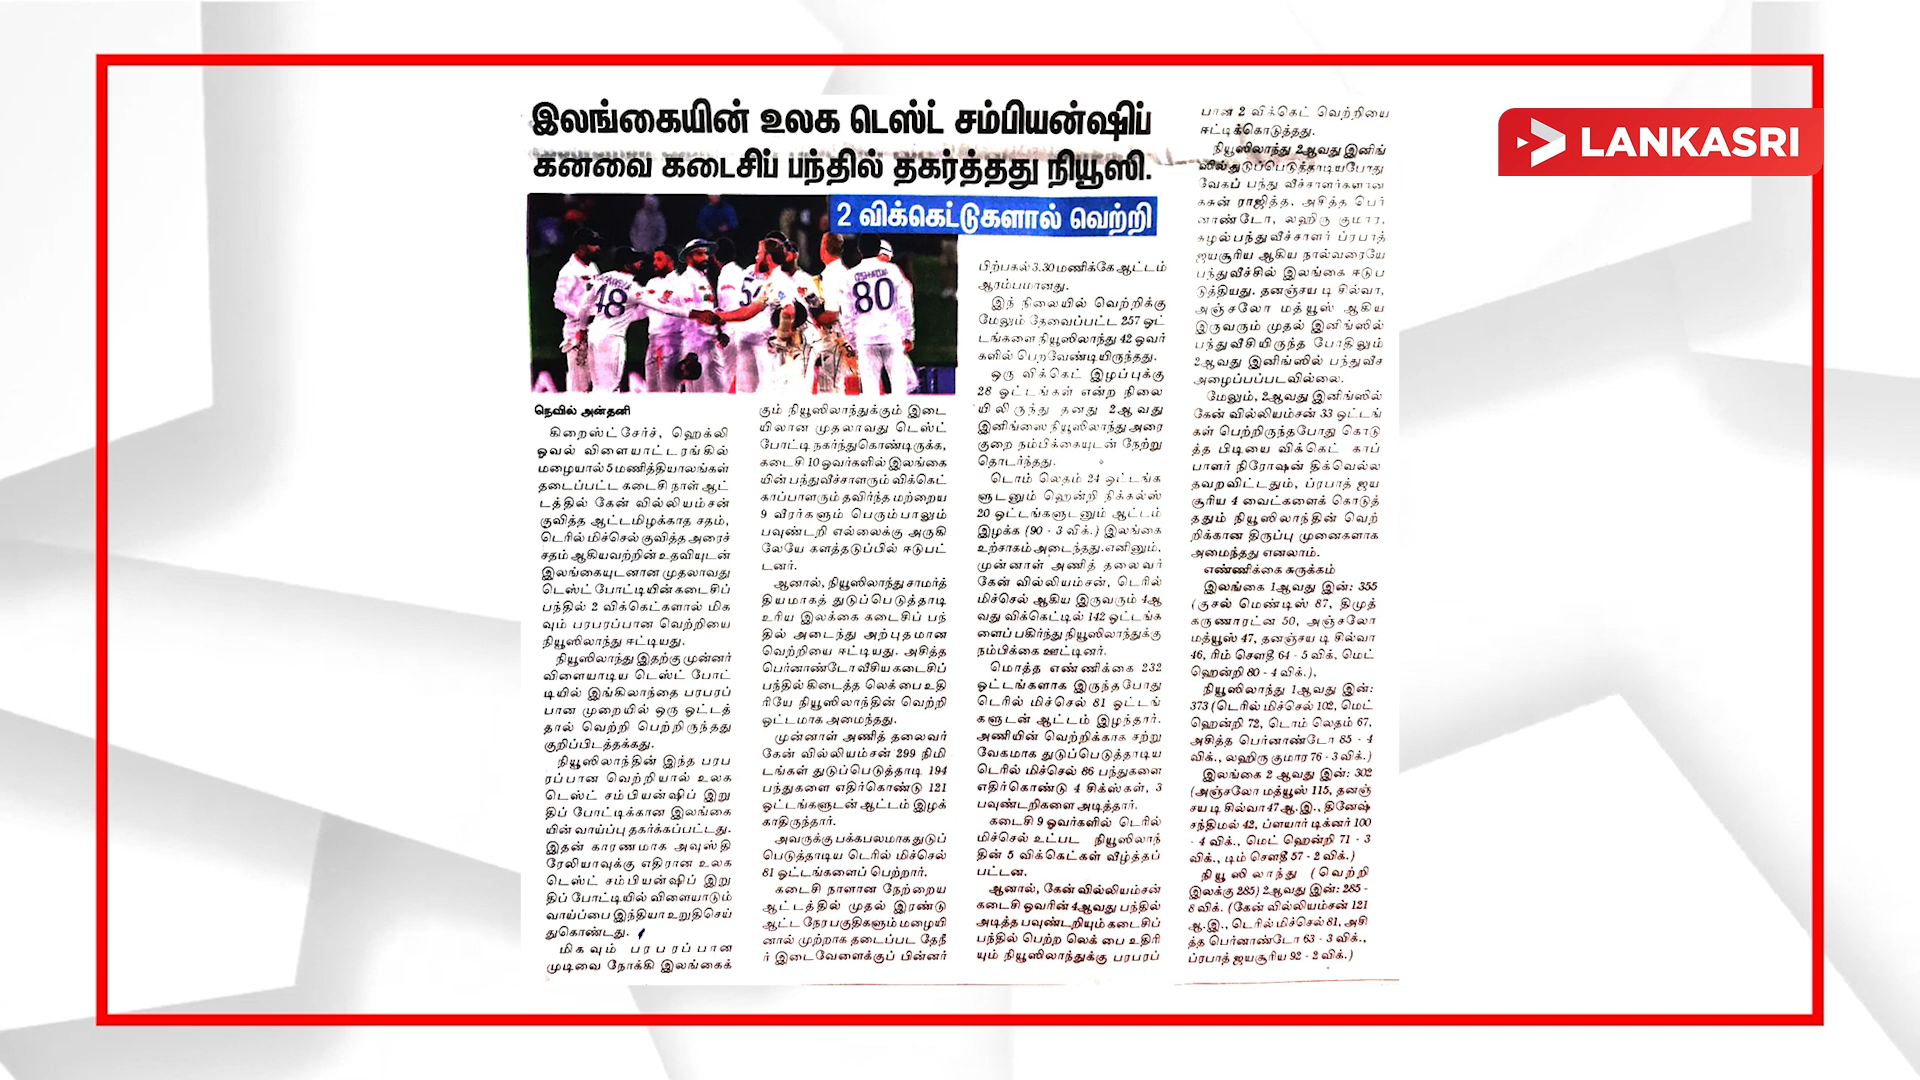 LANKASRI
இலங்கையின் உலக டெஸ்ட் சம்பியன்ஷிப்
கனவை கடைசிப் பந்தில் தகர்த்தது நியூஸி.
2 விக்கெட்டுகளால் வெற்றி
48
80
நெவில் அன்தனி
கிறைஸ்ட்சேர்ச், ஹெக்லி
ஓவல் விளையாட்டரங்கில்
மழையால் 5 மணித்தியாலங்கள்
தடைப்பட்ட கடைசி நாள் ஆட்
டத்தில் கேன் வில்லியம்சன்
குவித்த ஆட்டமிழக்காத சதம்,
டெரில் மிச்செல் குவித்த அரைச்
சதம் ஆகியவற்றின் உதவியுடன்
இலங்கையுடனான முதலாவது
டெஸ்ட் போட்டியின் கடைசிப்
பந்தில் 2 விக்கெட்களால் மிக
வும் பரபரப்பான வெற்றியை
நியூஸிலாந்து ஈட்டியது.
நியூஸிலாந்து இதற்கு முன்னர்
விளையாடிய டெஸ்ட் போட்
டியில் இங்கிலாந்தை பரபரப்
பான முறையில் ஒரு ஓட்டத்
தால் வெற்றி பெற்றிருந்தது
குறிப்பிடத்தக்கது.
நியூஸிலாந்தின் இந்த பரப
ரப்பான வெற்றியால் உலக
டெஸ்ட் சம்பியன்ஷிப் இறு
திப் போட்டிக்கான இலங்கை
யின் வாய்ப்பு தகர்க்கப்பட்டது.
இதன் காரணமாக அவுஸ்தி
ரேலியாவுக்கு எதிரான உலக
டெஸ்ட் சம்பியன்ஷிப் இறு
திப் போட்டியில் விளையாடும்
வாய்ப்பை இந்தியா உறுதிசெய்
துகொண்டது.
மிகவும் பரபரப்பான
முடிவை நோக்கி இலங்கைக்
கும் நியூஸிலாந்துக்கும் இடை
யிலான முதலாவது டெஸ்ட்
போட்டி நகர்ந்துகொண்டிருக்க,
கடைசி 10 ஓவர்களில் இலங்கை
யின் பந்துவீச்சாளரும் விக்கெட்
காப்பாளரும் தவிர்ந்த மற்றைய
9 வீரர்களும் பெரும்பாலும்
பவுண்டறி எல்லைக்கு அருகி
லேயே களத்தடுப்பில் ஈடுபட்
டனர்.
ஆனால், நியூஸிலாந்து சாமர்த்
தியமாகத் துடுப்பெடுத்தாடி
உரிய இலக்கை கடைசிப் பந்
தில் அடைந்து அற்புதமான
வெற்றியை ஈட்டியது. அசித்த
பெர்னாண்டோ வீசிய கடைசிப்
பந்தில் கிடைத்த லெக் பை உதி
ரியே நியூஸிலாந்தின் வெற்றி
ஓட்டமாக அமைந்தது.
முன்னாள் அணித் தலைவர்
கேன் வில்லியம்சன் 299 நிமி
டங்கள் துடுப்பெடுத்தாடி 194
பந்துகளை எதிர்கொண்டு 121
ஓட்டங்களுடன் ஆட்டம் இழக்
காதிருந்தார்.
அவருக்கு பக்கபலமாக துடுப்
பெடுத்தாடிய டெரில் மிச்செல்
81 ஓட்டங்களைப் பெற்றார்.
கடைசி நாளான நேற்றைய
ஆட்டத்தில் முதல் இரண்டு
ஆட்ட நேரபகுதிகளும் மழையி
னால் முற்றாக தடைப்பட தேநீ
ர் இடைவேளைக்குப் பின்னர்
பிற்பகல் 3.30 மணிக்கே ஆட்டம்
ஆரம்பமானது.
இந் நிலையில் வெற்றிக்கு
மேலும் தேவைப்பட்ட 257 ஓட்
டங்களை நியூஸிலாந்து 42 ஓவர்
களில் பெறவேண்டியிருந்தது.
ஒரு விக்கெட் இழப்புக்கு
28 ஓட்டங்கள் என்ற நிலை
யிலிருந்து தனது 2ஆவது
இனிங்ஸை நியூஸிலாந்து அரை
குறை நம்பிக்கையுடன் நேற்று
தொடர்ந்தது.
டொம் லெதம் 24 ஓட்டங்க
ளுடனும் ஹென்றி நிக்கல்ஸ்
20 ஓட்டங்களுடனும் ஆட்டம்
இழக்க (90 - 3 விக்.) இலங்கை
உற்சாகம் அடைந்தது. எனினும்,
முன்னாள் அணித் தலைவர்
கேன் வில்லியம்சன், டெரில்
மிச்செல் ஆகிய இருவரும் 4ஆ
வது விக்கெட்டில் 142 ஓட்டங்க
ளைப் பகிர்ந்து நியூஸிலாந்துக்கு
நம்பிக்கை ஊட்டினர்.
மொத்த எண்ணிக்கை 232
ஓட்டங்களாக இருந்தபோது
டெரில் மிச்செல் 81 ஓட்டங்
களுடன் ஆட்டம் இழந்தார்.
அணியின் வெற்றிக்காக சற்று
வேகமாக துடுப்பெடுத்தாடிய
டெரில் மிச்செல் 86 பந்துகளை
எதிர்கொண்டு 4 சிக்ஸ்கள், 3
பவுண்டறிகளை அடித்தார்.
கடைசி 9 ஓவர்களில் டெரில்
மிச்செல் உட்பட நியூஸிலாந்
தின் 5 விக்கெட்கள் வீழ்த்தப்
பட்டன.
ஆனால், கேன் வில்லியம்சன்
கடைசி ஓவரின் 4ஆவது பந்தில்
அடித்த பவுண்டறியும் கடைசிப்
பந்தில் பெற்ற லெக் பை உதிரி
யும் நியூஸிலாந்துக்கு பரபரப்
பான 2 விக்கெட் வெற்றியை
ஈட்டிக்கொடுத்தது.
நியூஸிலாந்து 2ஆவது இனிங்
ஸில் துடுப்பெடுத்தாடியபோது
வேகப் பந்து வீச்சாளர்களான
கசுன் ராஜித்த, அசித்த பெர்
னாண்டோ, லஹிரு குமார,
சுழல்பந்துவீச்சாளர் ப்ரபாத்
ஜயசூரிய ஆகிய நால்வரையே
பந்துவீச்சில் இலங்கை ஈடுப
டுத்தியது. தனஞ்சய டி சில்வா,
அஞ்சலோ மத்யூஸ் ஆகிய
இருவரும் முதல் இனிங்ஸில்
பந்துவீசியிருந்த போதிலும்
2ஆவது இனிங்ஸில் பந்துவீச
அழைப்பப்படவில்லை.
மேலும், 2ஆவது இனிங்ஸில்
கேன் வில்லியம்சன் 33 ஓட்டங்
கள் பெற்றிருந்தபோது கொடு
த்த பிடியை விக்கெட் காப்
பாளர் நிரோஷன் திக்வெல்ல
தவறவிட்டதும், ப்ரபாத் ஜய
சூரிய 4 வைட்களைக் கொடுத்
ததும் நியூஸிலாந்தின் வெற்
றிக்கான திருப்பு முனைகளாக
அமைந்தது எனலாம்.
எண்ணிக்கை சுருக்கம்
இலங்கை 1ஆவது இன்: 355
(குசல் மெண்டிஸ் 87, திமுத்
கருணாரட்ன 50, அஞ்சலோ
மத்யூஸ் 47, தனஞ்சய டி சில்வா
46, ரிம் சௌதீ 64 - 5 விக், மெட்
ஹென்றி 80 - 4 விக்.),
நியூஸிலாந்து 1ஆவது இன்:
373 (டெரில் மிச்செல் 102, மெட்
ஹென்றி 72, டொம் லெதம் 67,
அசித்த பெர்னாண்டோ 85 - 4
விக்., லஹிரு குமார 76 - 3 விக்.)
இலங்கை 2 ஆவது இன்: 302
(அஞ்சலோ மத்யூஸ் 115, தனஞ்
சய டி சில்வா 47 ஆ.இ., தினேஷ்
சந்திமல் 42, ப்ளயார் டிக்னர் 100
- 4 விக்., மெட் ஹென்றி 71 - 3
விக்., டிம் சௌதீ 57 - 2 விக்.)
நியூஸிலாந்து (வெற்றி
இலக்கு 285) 2ஆவது இன்: 285 -
8 விக். (கேன் வில்லியம்சன் 121
ஆ.இ., டெரில் மிச்செல் 81, அசி
த்த பெர்னாண்டோ 63 - 3 விக்.,
ப்ரபாத் ஜயசூரிய 92 - 2 விக்.)